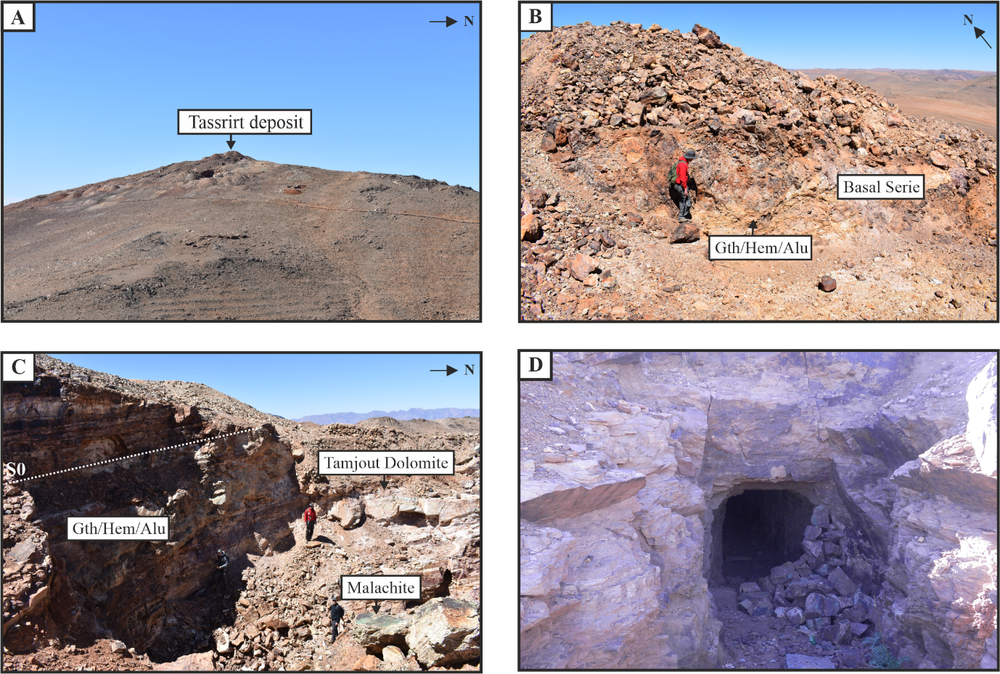 A
N
Tassrirt deposit
B
N
Basal Serie
Gth/Hem/Alu
C
N
S0
Tamjout Dolomite
Gth/Hem/Alu
Malachite
D